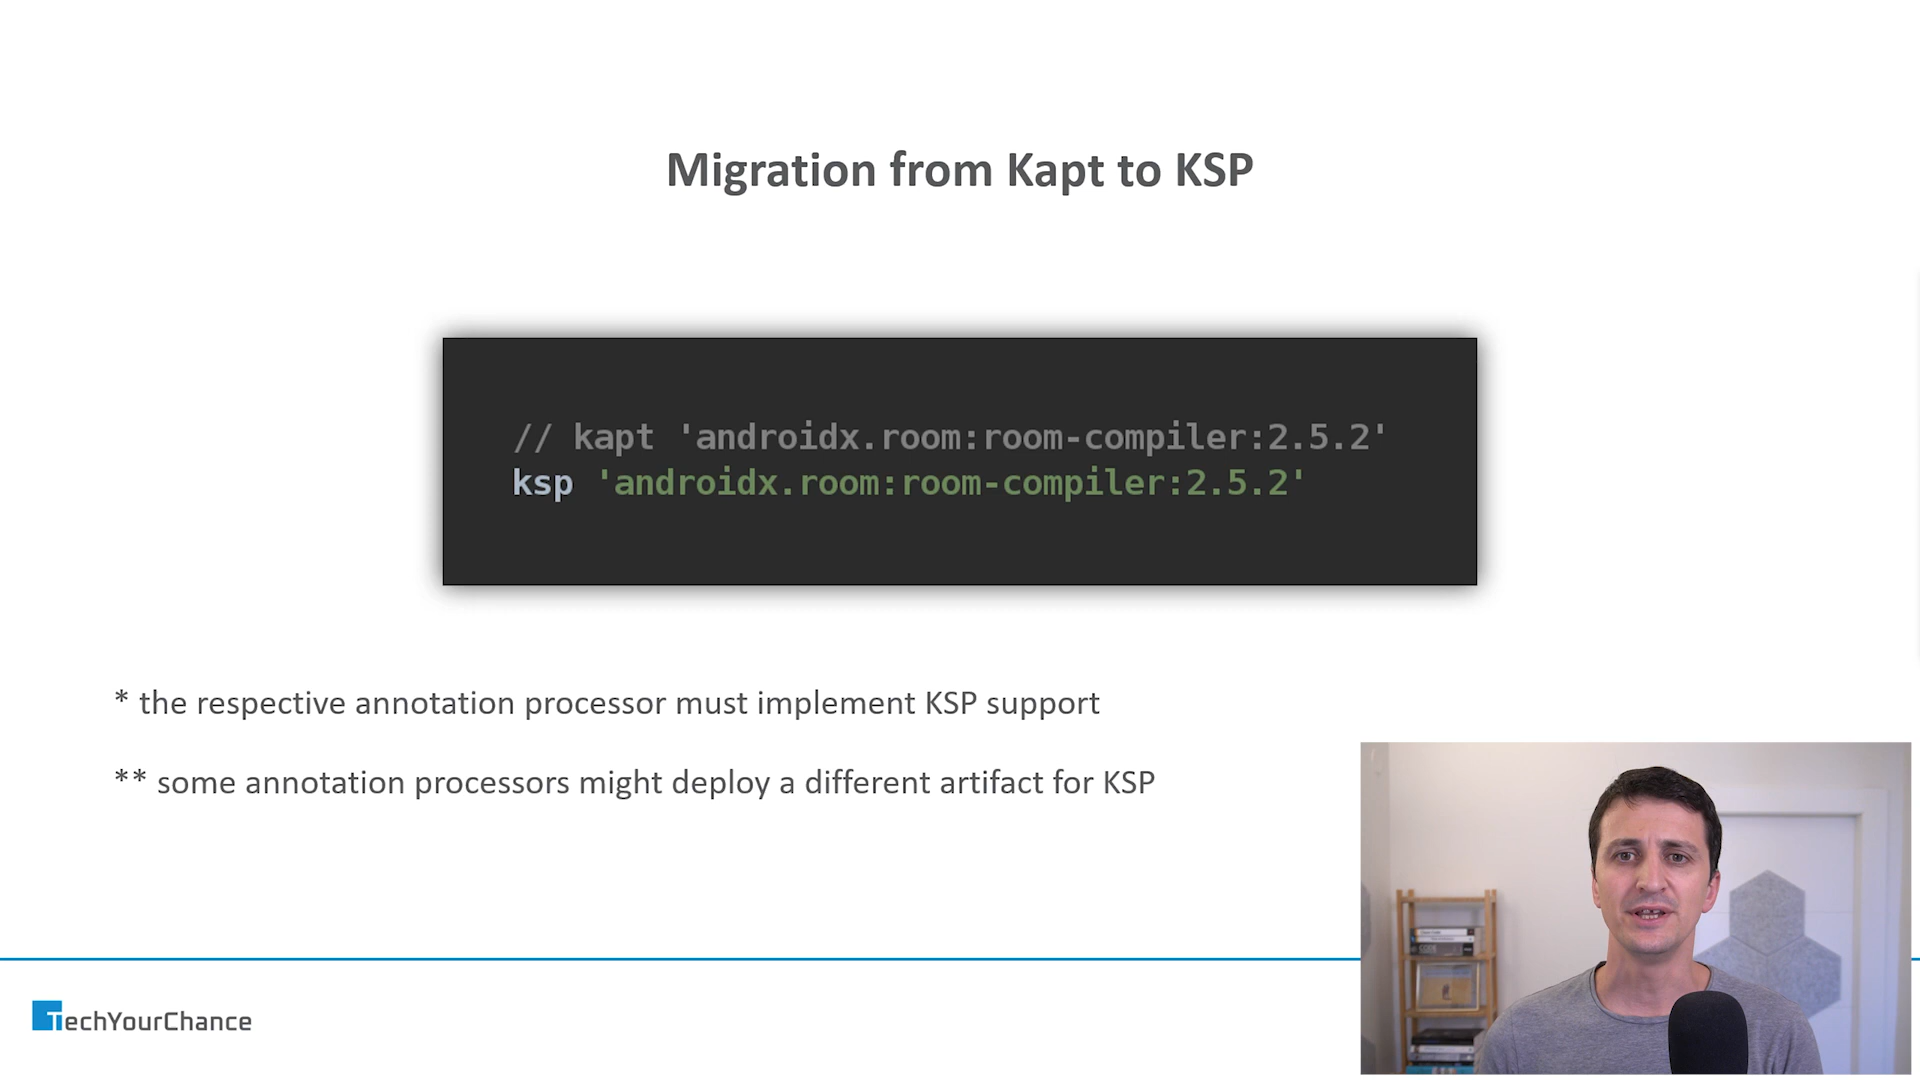 Migration from Kapt to KSP
// kapt 'androidx.room:room-compiler:2.5.2'
ksp 'androidx.room:room-compiler:2.5.2'
* the respective annotation processor must implement KSP support
** some annotation processors might deploy a different artifact for KSP
TechYourChance